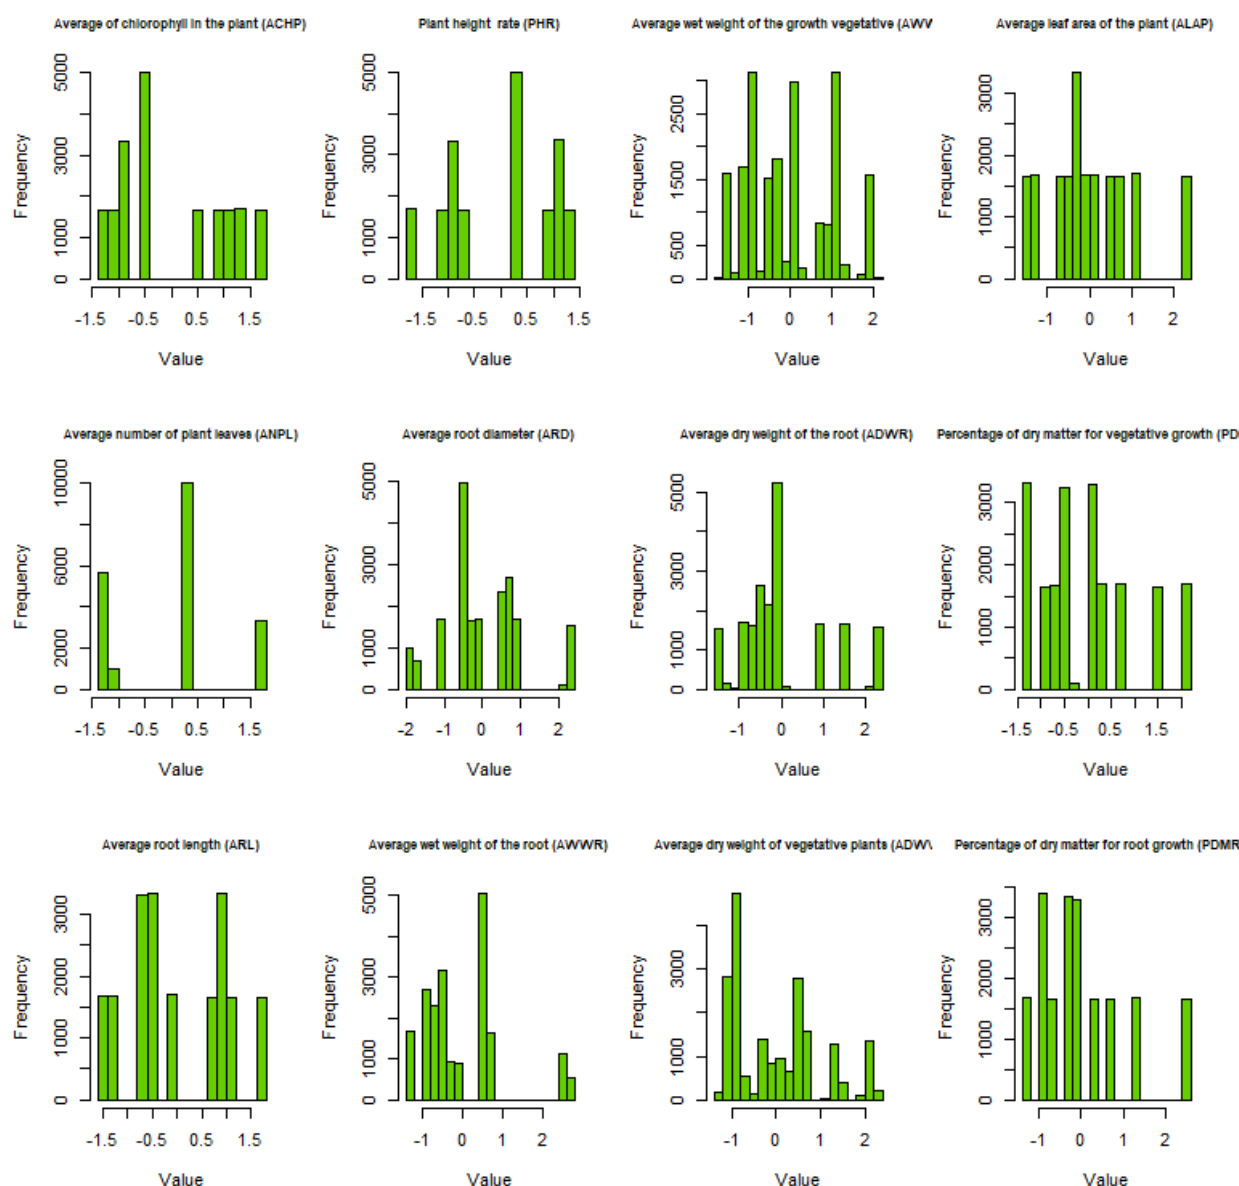 Average of chlorophyll in the plant (ACHP)
Plant height rate (PHR)
Average wet weight of the growth vegetative (AWV
Average leaf area of the plant (ALAP)
Frequency
0
1000
3000
5000
-1.5
-0.5
0.5
1.5
Value
Frequency
0
1000
3000
5000
-1.5
-0.5
0.5
1.5
Value
Frequency
0
500
1500
2500
-1
0
1
2
Value
Frequency
0
1000
2000
3000
-1
0
1
2
Value
Average number of plant leaves (ANPL)
Average root diameter (ARD)
Average dry weight of the root (ADWR)
Percentage of dry matter for vegetative growth (PD
Frequency
0
2000
6000
10000
-1.5
-0.5
0.5
1.5
Value
Frequency
0
1000
3000
5000
-2
-1
0
1
2
Value
Frequency
0
1000
3000
5000
-1
0
1
2
Value
Frequency
0
1000
2000
3000
-1.5
-0.5
0.5
1.5
Value
Average root length (ARL)
Average wet weight of the root (AWWR)
Average dry weight of vegetative plants (ADW
Percentage of dry matter for root growth (PDMR
Frequency
0
1000
2000
3000
-1.5
-0.5
0.5
1.5
Value
Frequency
0
1000
3000
5000
-1
0
1
2
Value
Frequency
0
1000
3000
-1
0
1
2
Value
Frequency
0
1000
2000
3000
-1
0
1
2
Value